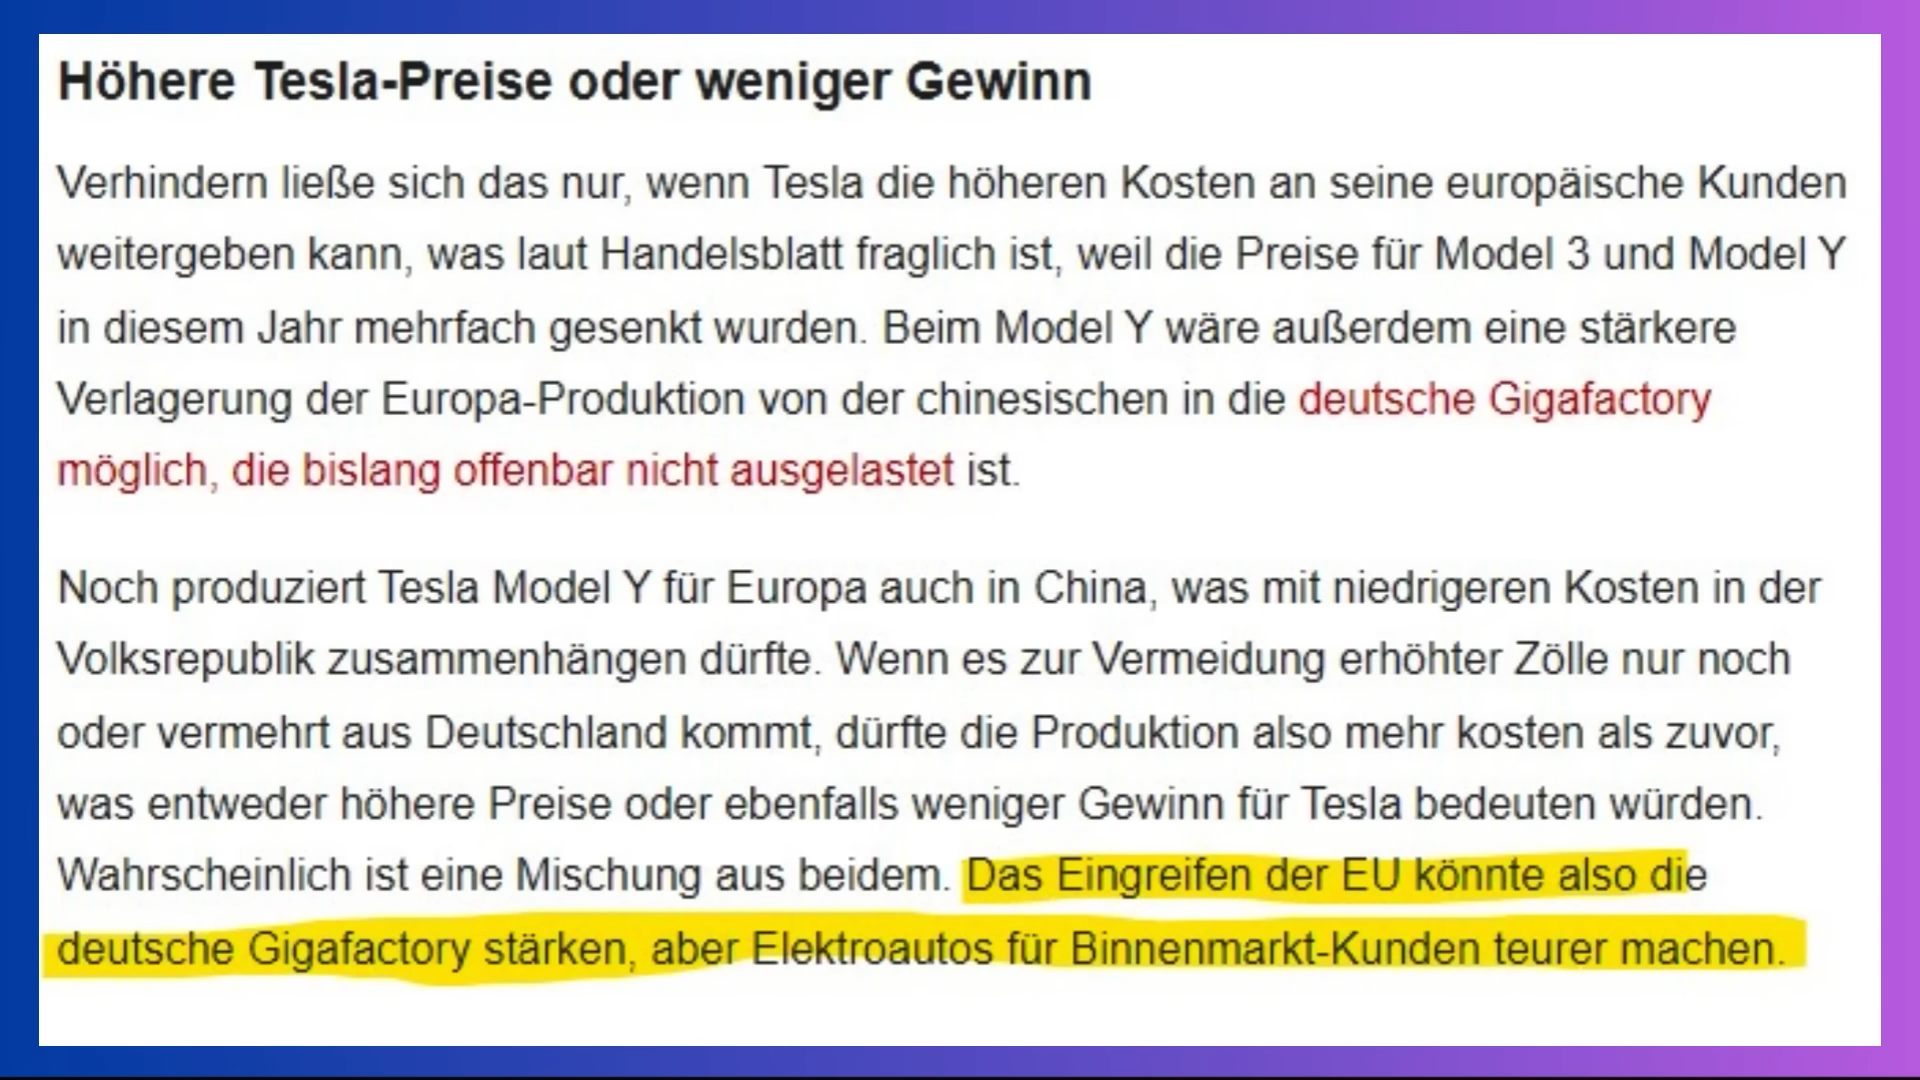 Höhere Tesla-Preise oder weniger Gewinn
Verhindern ließe sich das nur, wenn Tesla die höheren Kosten an seine europäische Kunden
weitergeben kann, was laut Handelsblatt fraglich ist, weil die Preise für Model 3 und Model Y
in diesem Jahr mehrfach gesenkt wurden. Beim Model Y wäre außerdem eine stärkere
Verlagerung der Europa-Produktion von der chinesischen in die deutsche Gigafactory
möglich, die bislang offenbar nicht ausgelastet ist.
Noch produziert Tesla Model Y für Europa auch in China, was mit niedrigeren Kosten in der
Volksrepublik zusammenhängen dürfte. Wenn es zur Vermeidung erhöhter Zölle nur noch
oder vermehrt aus Deutschland kommt, dürfte die Produktion also mehr kosten als zuvor,
was entweder höhere Preise oder ebenfalls weniger Gewinn für Tesla bedeuten würden.
Wahrscheinlich ist eine Mischung aus beidem. Das Eingreifen der EU könnte also die
deutsche Gigafactory stärken, aber Elektroautos für Binnenmarkt-Kunden teurer machen.